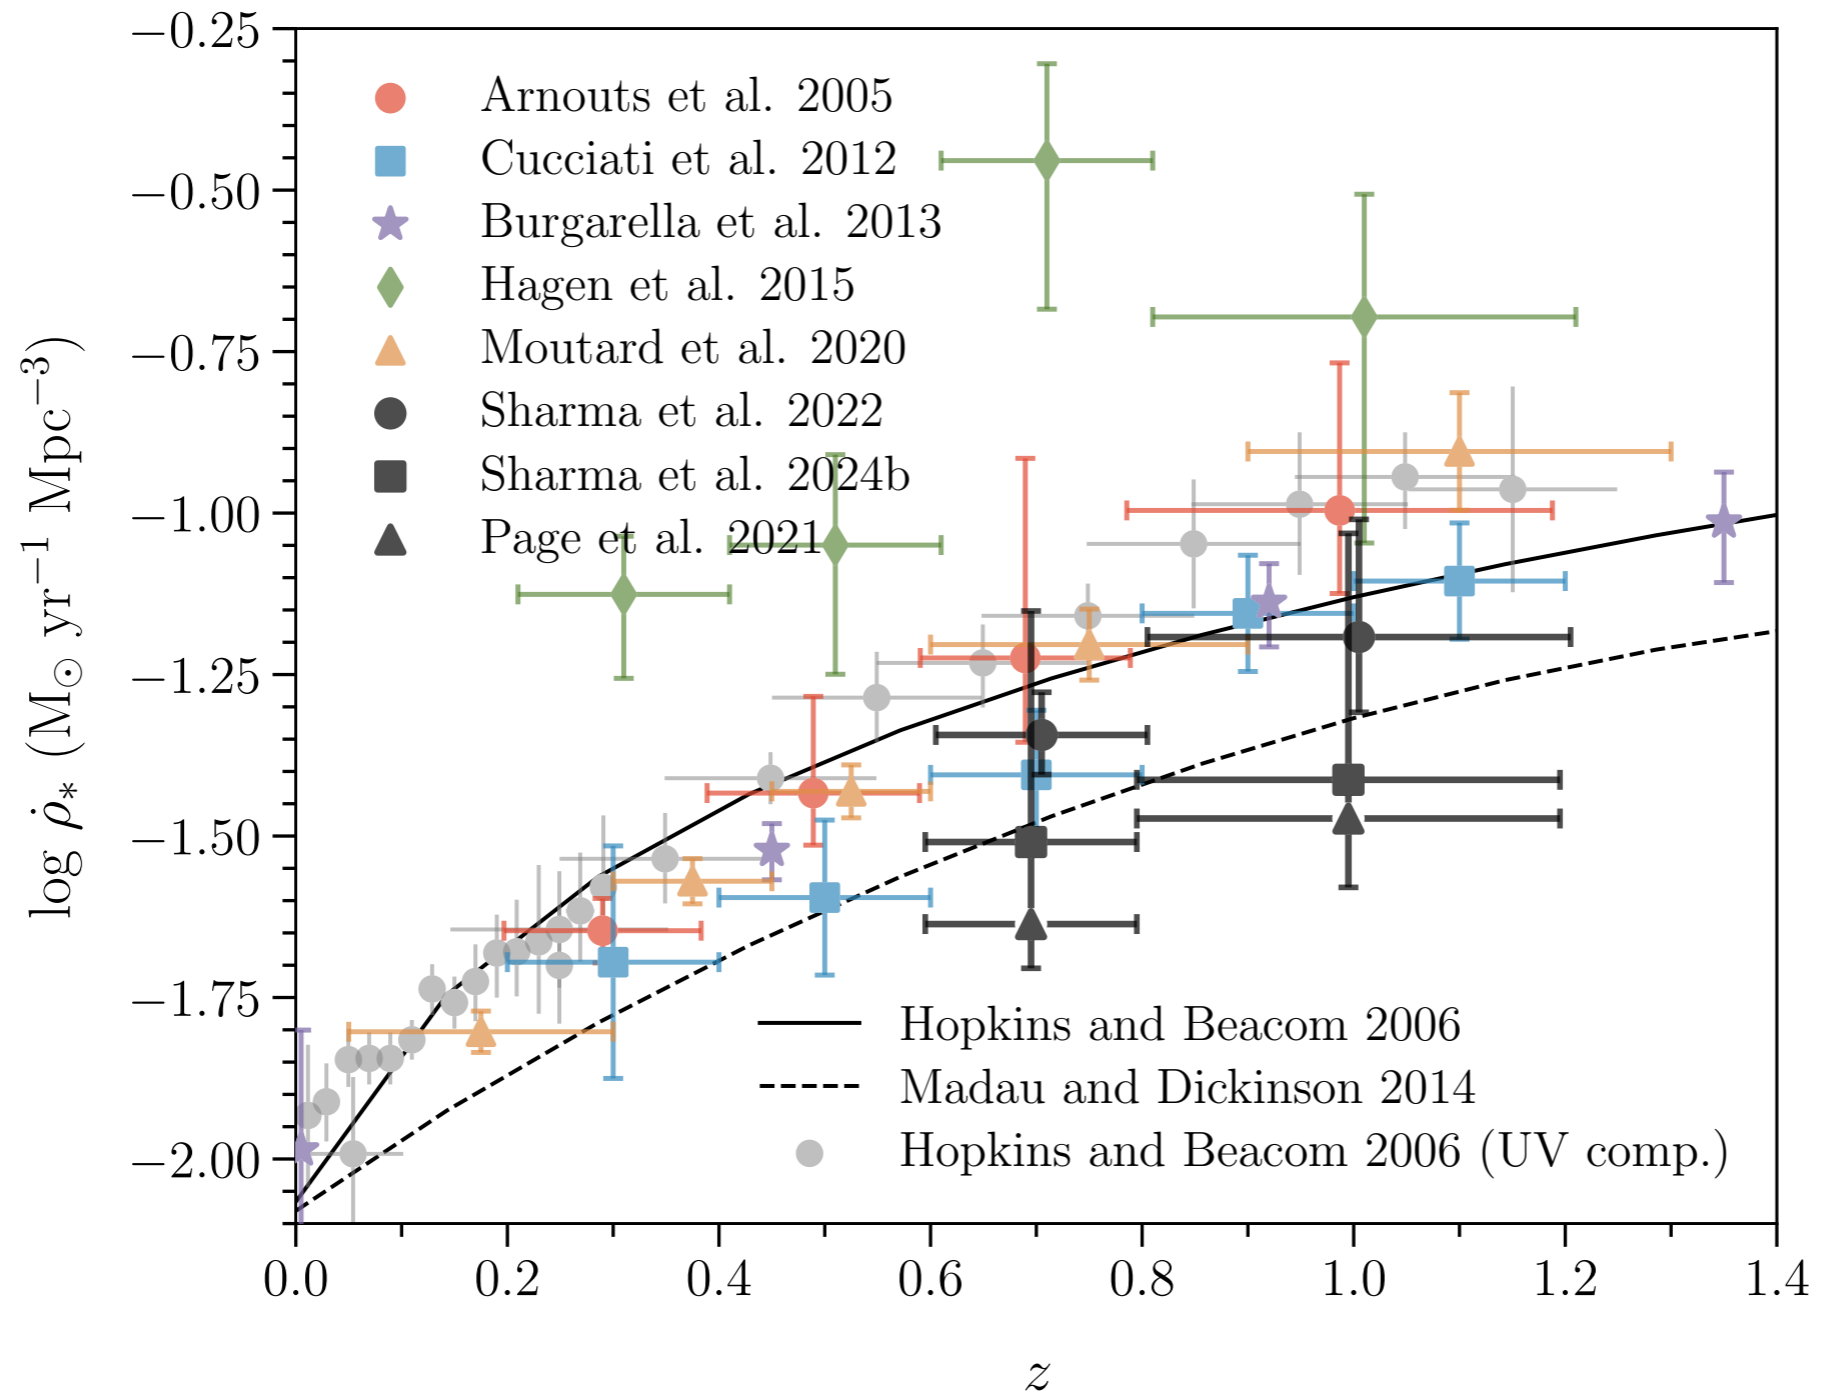 −0.25
−0.50
−0.75
−1.00
−1.25
−1.50
−1.75
−2.00
log ρ̇* (M⊙ yr⁻¹ Mpc⁻³)
Arnouts et al. 2005
Cucciati et al. 2012
Burgarella et al. 2013
Hagen et al. 2015
Moutard et al. 2020
Sharma et al. 2022
Sharma et al. 2024b
Page et al. 2021
Hopkins and Beacom 2006
Madau and Dickinson 2014
Hopkins and Beacom 2006 (UV comp.)
0.0 0.2 0.4 0.6 0.8 1.0 1.2 1.4
z